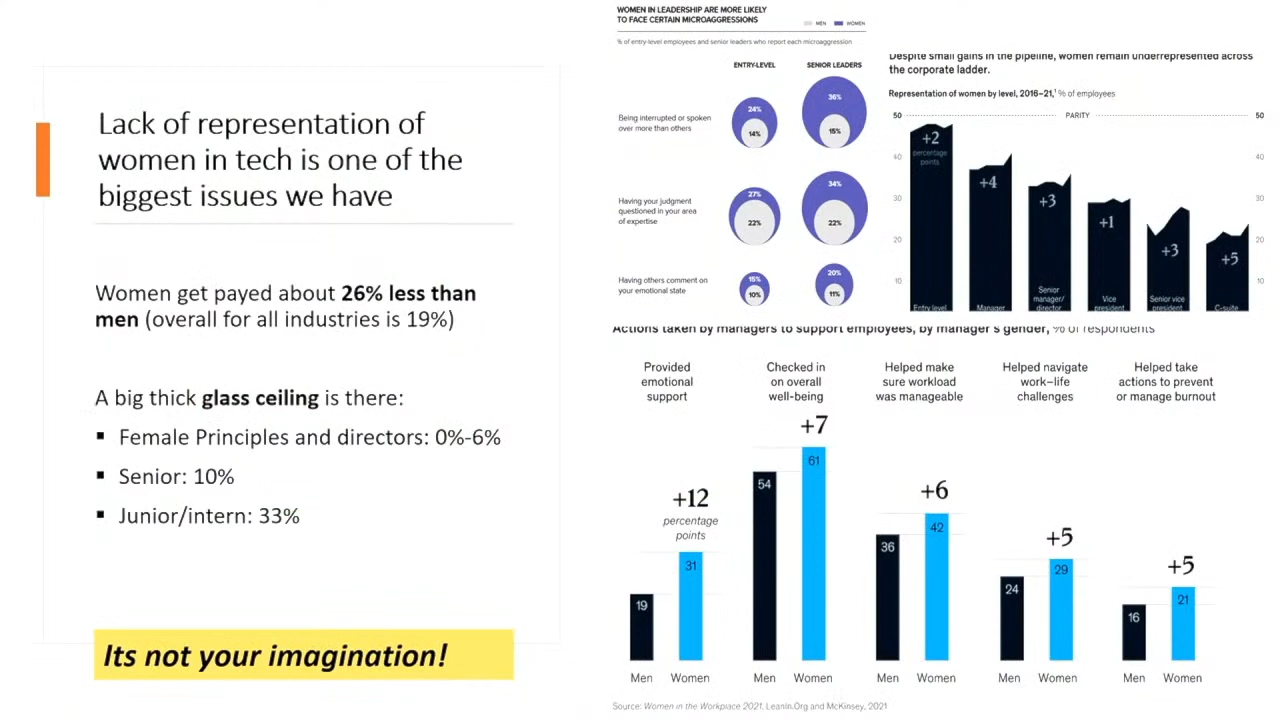 Lack of representation of
women in tech is one of the
biggest issues we have
Women get payed about 26% less than
men (overall for all industries is 19%)
A big thick glass ceiling is there:
▪ Female Principles and directors: 0%-6%
▪ Senior: 10%
▪ Junior/intern: 33%
Its not your imagination!
WOMEN IN LEADERSHIP ARE MORE LIKELY
TO FACE CERTAIN MICROAGGRESSIONS
MEN WOMEN
% of entry-level employees and senior leaders who report each microaggression
ENTRY-LEVEL SENIOR LEADERS
Being interrupted or spoken
over more than others
24% 36%
14% 15%
Having your judgment
questioned in your area
of expertise
27% 34%
22% 22%
Having others comment on
your emotional state
15% 20%
10% 11%
Despite small gains in the pipeline, women remain underrepresented across
the corporate ladder.
Representation of women by level, 2016–21,¹ % of employees
50 PARITY 50
40 40
30 30
20 20
10 10
+2
percentage
points
+4
+3
+1
+3
+5
Entry level
Manager
Senior
manager/
director
Vice
president
Senior vice
president
C-suite
Actions taken by managers to support employees, by manager's gender, % of respondents
Provided
emotional
support
Checked in
on overall
well-being
Helped make
sure workload
was manageable
Helped navigate
work–life
challenges
Helped take
actions to prevent
or manage burnout
+12
percentage
points
+7
+6
+5
+5
19 31
54 61
36 42
24 29
16 21
Men Women Men Women Men Women Men Women Men Women
Source: Women in the Workplace 2021, LeanIn.Org and McKinsey, 2021